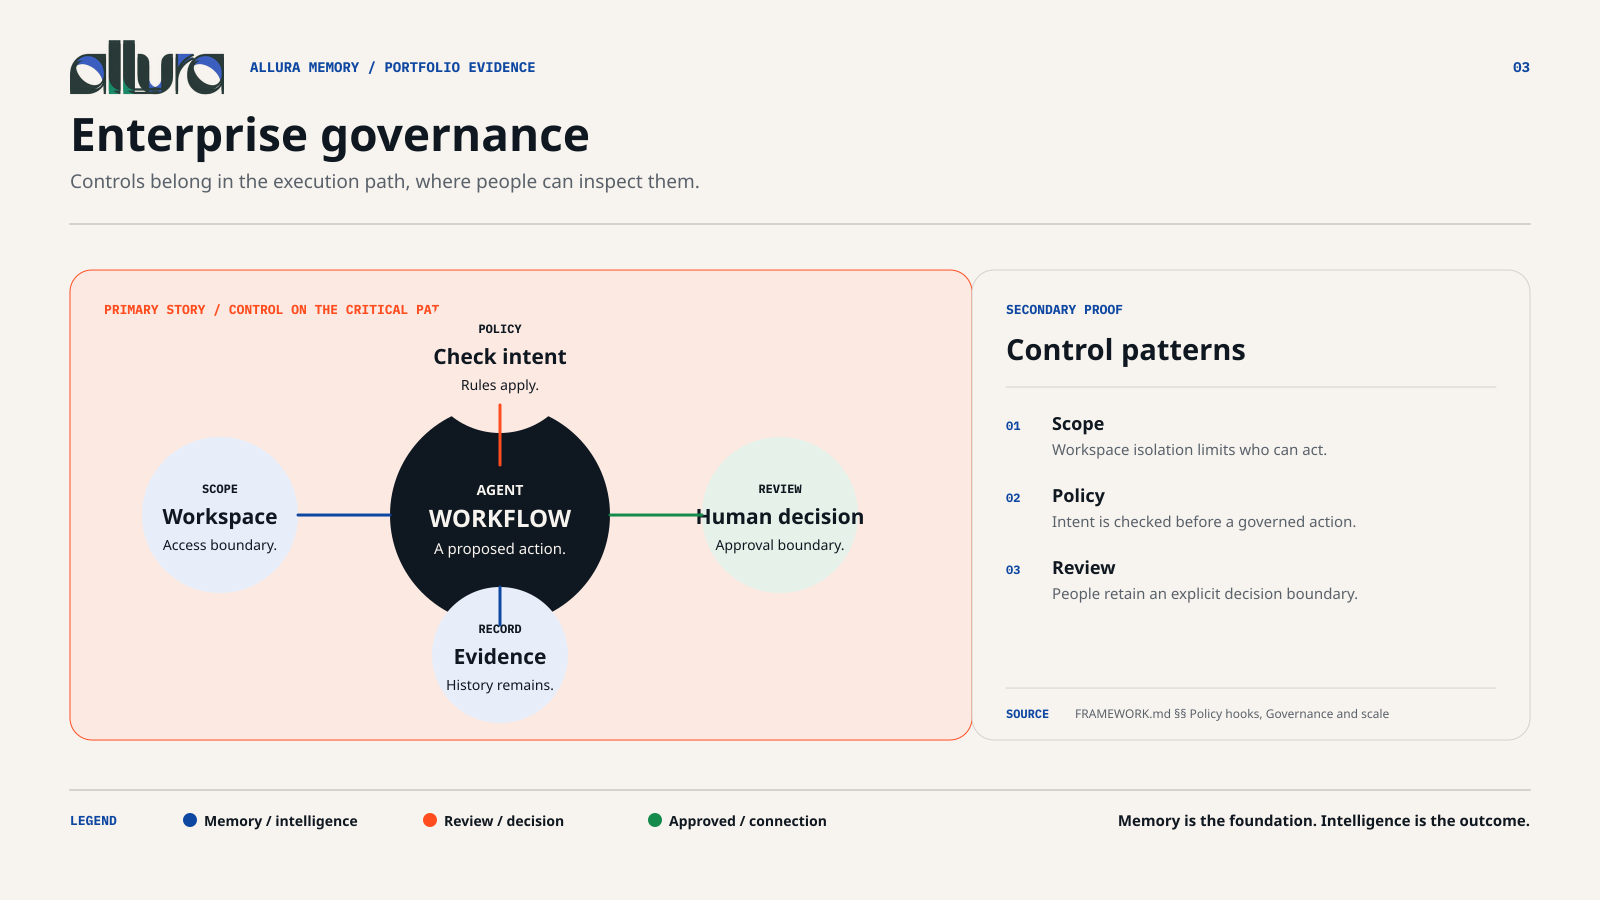 allura
ALLURA MEMORY / PORTFOLIO EVIDENCE
03
Enterprise governance
Controls belong in the execution path, where people can inspect them.
PRIMARY STORY / CONTROL ON THE CRITICAL PAT
POLICY
Check intent
Rules apply.
SCOPE
Workspace
Access boundary.
AGENT
WORKFLOW
A proposed action.
REVIEW
Human decision
Approval boundary.
RECORD
Evidence
History remains.
SECONDARY PROOF
Control patterns
01 Scope
Workspace isolation limits who can act.
02 Policy
Intent is checked before a governed action.
03 Review
People retain an explicit decision boundary.
SOURCE FRAMEWORK.md §§ Policy hooks, Governance and scale
LEGEND Memory / intelligence Review / decision Approved / connection Memory is the foundation. Intelligence is the outcome.